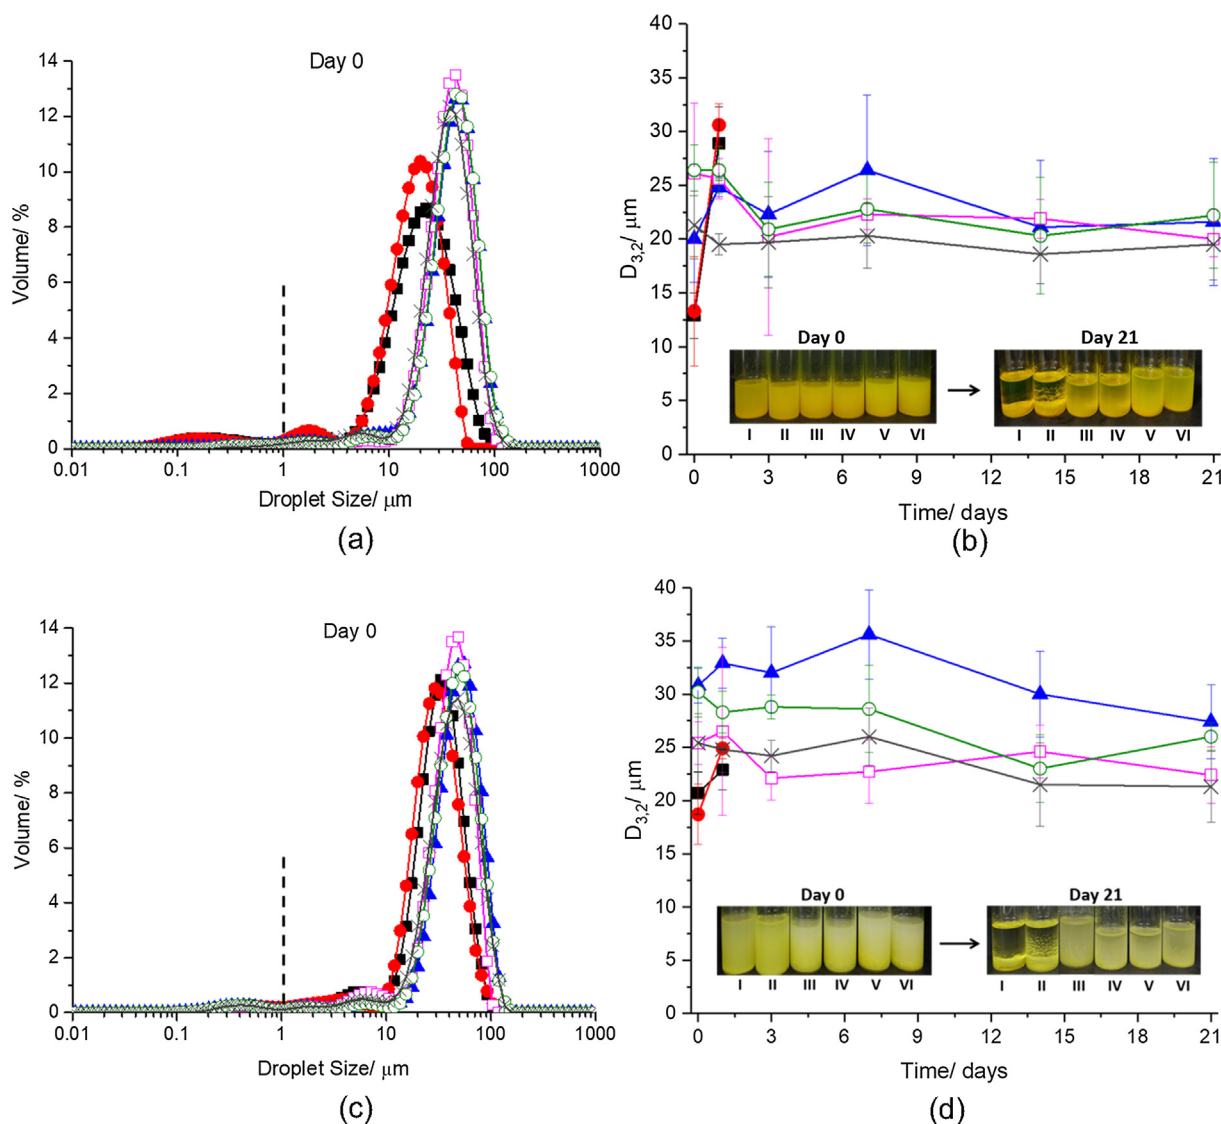 Day 0
Volume/ %
14
12
10
8
6
4
2
0
0.01 0.1 1 10 100 1000
Droplet Size/ μm
(a)
D3,2/ μm
40
35
30
25
20
15
10
5
0
Day 0 Day 21
I II III IV V VI I II III IV V VI
0 3 6 9 12 15 18 21
Time/ days
(b)
Day 0
Volume/ %
14
12
10
8
6
4
2
0
0.01 0.1 1 10 100 1000
Droplet Size/ μm
(c)
D3,2/ μm
40
35
30
25
20
15
10
5
0
Day 0 Day 21
I II III IV V VI I II III IV V VI
0 3 6 9 12 15 18 21
Time/ days
(d)